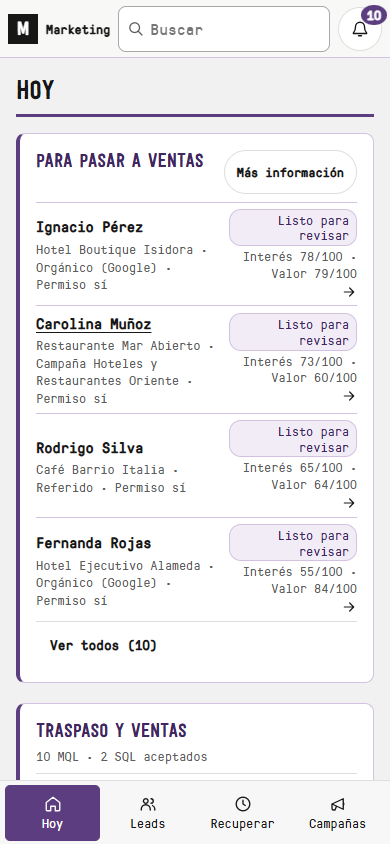 M Marketing Buscar 10
HOY
PARA PASAR A VENTAS
Más información
Ignacio Pérez
Hotel Boutique Isidora ·
Orgánico (Google) ·
Permiso sí
Listo para
revisar
Interés 78/100 ·
Valor 79/100
→
Carolina Muñoz
Restaurante Mar Abierto ·
Campaña Hoteles y
Restaurantes Oriente ·
Permiso sí
Listo para
revisar
Interés 73/100 ·
Valor 60/100
→
Rodrigo Silva
Café Barrio Italia ·
Referido · Permiso sí
Listo para
revisar
Interés 65/100 ·
Valor 64/100
→
Fernanda Rojas
Hotel Ejecutivo Alameda ·
Orgánico (Google) ·
Permiso sí
Listo para
revisar
Interés 55/100 ·
Valor 84/100
→
Ver todos (10)
TRASPASO Y VENTAS
10 MQL · 2 SQL aceptados
Hoy Leads Recuperar Campañas